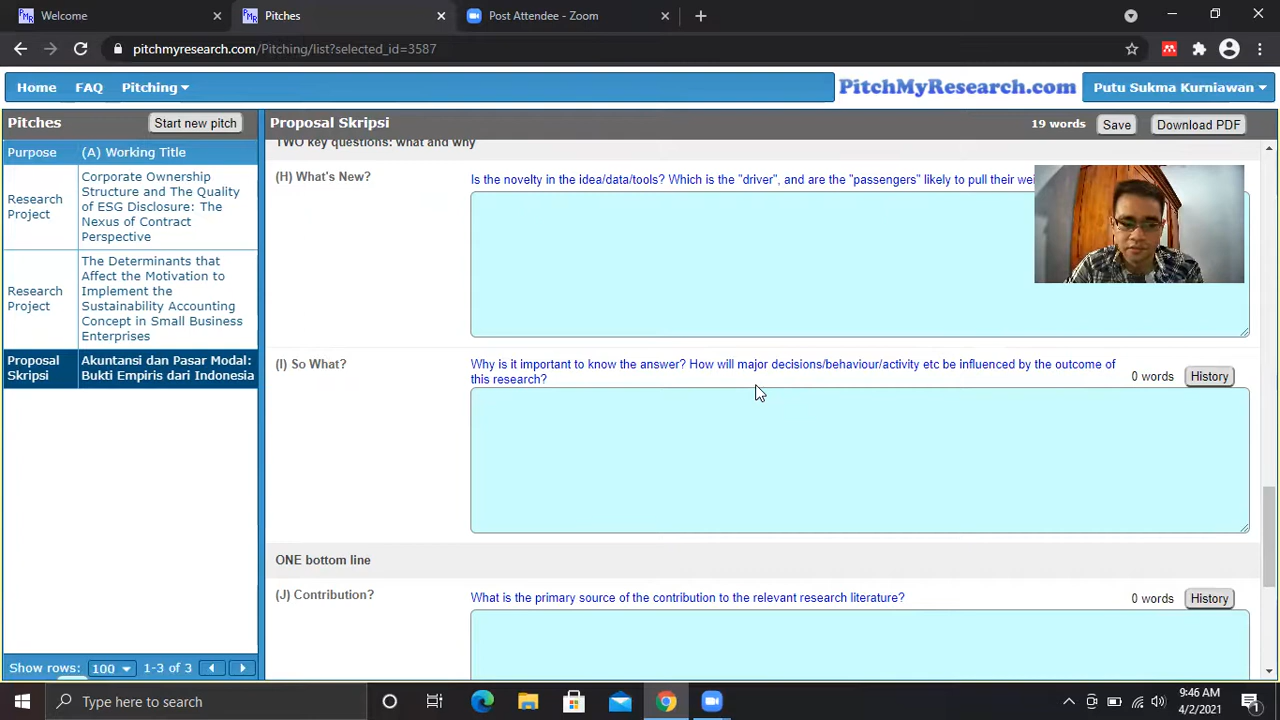 Welcome
Pitches
Post Attendee - Zoom
pitchmyresearch.com/Pitching/list?selected_id=3587
Home FAQ Pitching
PitchMyResearch.com
Putu Sukma Kurniawan
Pitches
Start new pitch
Proposal Skripsi
19 words
Save
Download PDF
Purpose
(A) Working Title
Research
Project
Corporate Ownership
Structure and The Quality
of ESG Disclosure: The
Nexus of Contract
Perspective
Research
Project
The Determinants that
Affect the Motivation to
Implement the
Sustainability Accounting
Concept in Small Business
Enterprises
Proposal
Skripsi
Akuntansi dan Pasar Modal:
Bukti Empiris dari Indonesia
Show rows: 100 1-3 of 3
TWO key questions: what and why
(H) What's New?
Is the novelty in the idea/data/tools? Which is the "driver", and are the "passengers" likely to pull their
(I) So What?
Why is it important to know the answer? How will major decisions/behaviour/activity etc be influenced by the outcome of
this research?
0 words
History
ONE bottom line
(J) Contribution?
What is the primary source of the contribution to the relevant research literature?
0 words
History
Type here to search
9:46 AM
4/2/2021
1